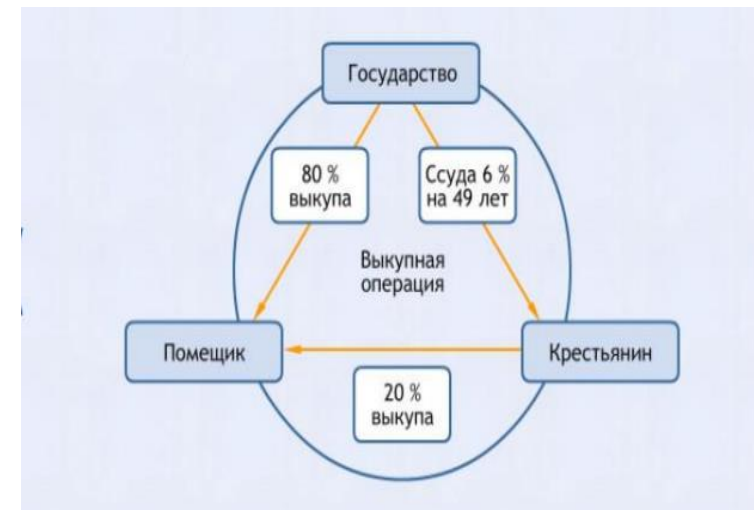 Государство
80 %
выкупа
Ссуда 6 %
на 49 лет
Выкупная
операция
Помещик
Крестьянин
20 %
выкупа